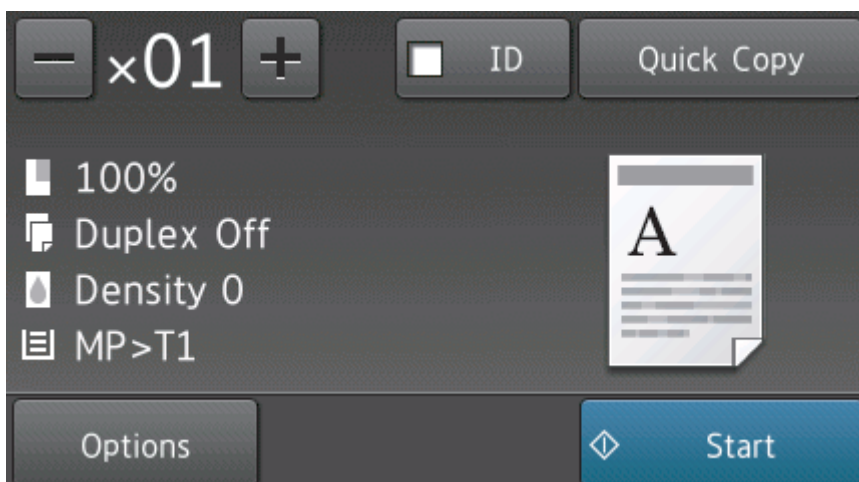 — ×01 + ID Quick Copy
100%
Duplex Off
Density 0
MP>T1
A
Options Start